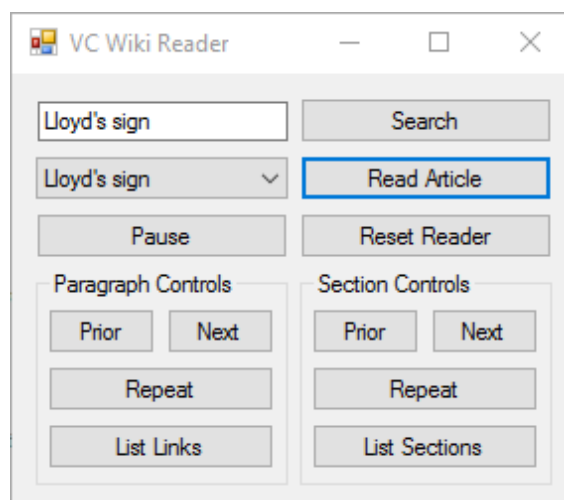 VC Wiki Reader
Lloyd's sign
Search
Lloyd's sign
Read Article
Pause
Reset Reader
Paragraph Controls
Section Controls
Prior
Next
Prior
Next
Repeat
Repeat
List Links
List Sections